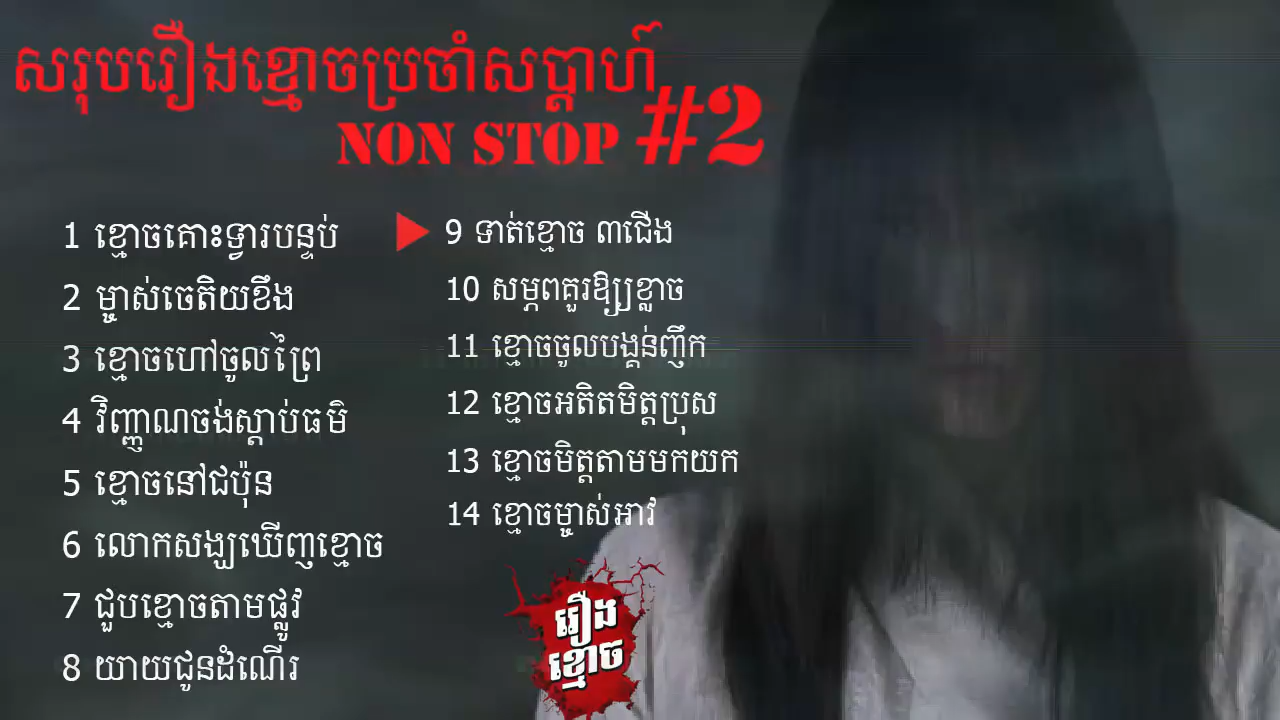 សរុបរឿងខ្មោចប្រចាំសប្ដាហ៍
NON STOP #2
1 ខ្មោចគោះទ្វារបន្ទប់
2 ម្ចាស់ចេតិយខឹង
3 ខ្មោចហៅចូលព្រៃ
4 វិញ្ញាណចង់ស្ដាប់ធម៌
5 ខ្មោចនៅជប៉ុន
6 លោកសង្ឃឃើញខ្មោច
7 ជួបខ្មោចតាមផ្លូវ
8 យាយជូនដំណើរ
9 ទាត់ខ្មោច ៣ជើង
10 សម្ភពគួរឱ្យខ្លាច
11 ខ្មោចចូលបង្គន់ញឹក
12 ខ្មោចអតិតមិត្តប្រុស
13 ខ្មោចមិត្តតាមមកយក
14 ខ្មោចម្ចាស់អាវ
រឿង
ខ្មោច